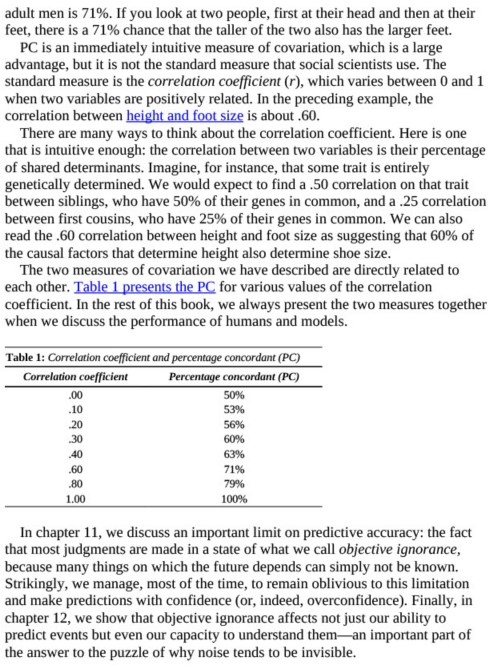 adult men is 71%. If you look at two people, first at their head and then at their
feet, there is a 71% chance that the taller of the two also has the larger feet.
PC is an immediately intuitive measure of covariation, which is a large
advantage, but it is not the standard measure that social scientists use. The
standard measure is the correlation coefficient (r), which varies between 0 and 1
when two variables are positively related. In the preceding example, the
correlation between height and foot size is about .60.
There are many ways to think about the correlation coefficient. Here is one
that is intuitive enough: the correlation between two variables is their percentage
of shared determinants. Imagine, for instance, that some trait is entirely
genetically determined. We would expect to find a .50 correlation on that trait
between siblings, who have 50% of their genes in common, and a .25 correlation
between first cousins, who have 25% of their genes in common. We can also
read the .60 correlation between height and foot size as suggesting that 60% of
the causal factors that determine height also determine shoe size.
The two measures of covariation we have described are directly related to
each other. Table 1 presents the PC for various values of the correlation
coefficient. In the rest of this book, we always present the two measures together
when we discuss the performance of humans and models.
Table 1: Correlation coefficient and percentage concordant (PC)
Correlation coefficient Percentage concordant (PC)
.00 50%
.10 53%
.20 56%
.30 60%
.40 63%
.60 71%
.80 79%
1.00 100%
In chapter 11, we discuss an important limit on predictive accuracy: the fact
that most judgments are made in a state of what we call objective ignorance,
because many things on which the future depends can simply not be known.
Strikingly, we manage, most of the time, to remain oblivious to this limitation
and make predictions with confidence (or, indeed, overconfidence). Finally, in
chapter 12, we show that objective ignorance affects not just our ability to
predict events but even our capacity to understand them—an important part of
the answer to the puzzle of why noise tends to be invisible.